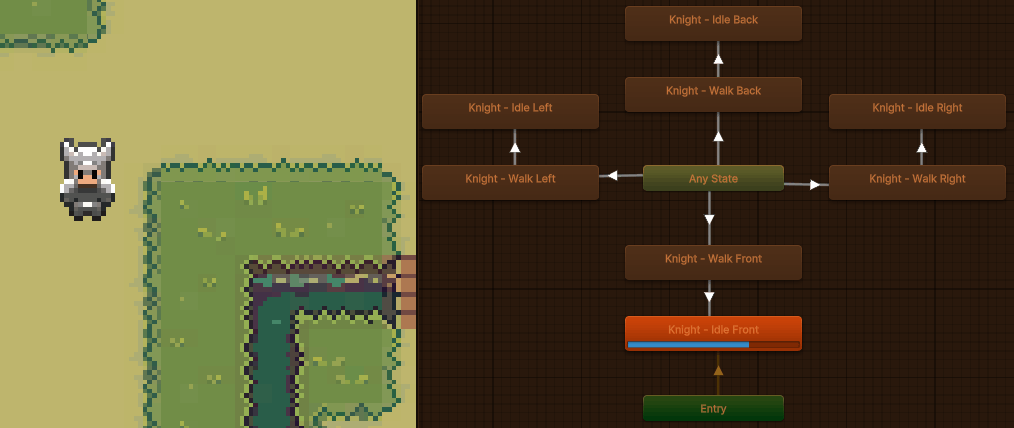 Knight - Idle Back
Knight - Walk Back
Knight - Idle Left
Knight - Idle Right
Knight - Walk Left
Any State
Knight - Walk Right
Knight - Walk Front
Knight - Idle Front
Entry